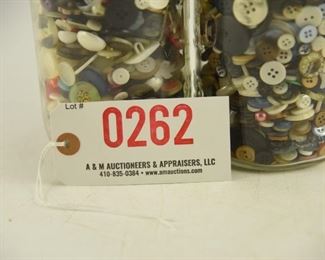 Lot #
0262
A & M AUCTIONEERS & APPRAISERS, LLC
410-835-0384 • www.amauctions.com